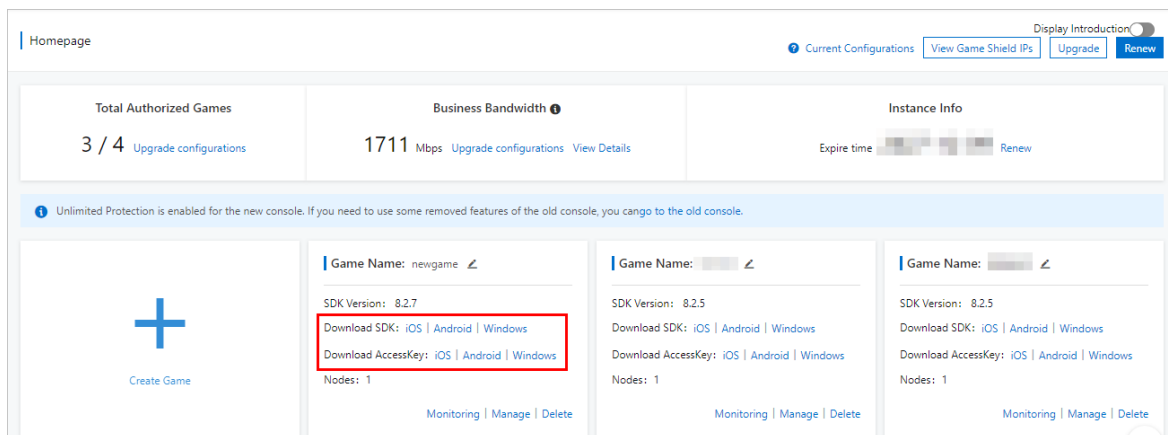 Display Introduction
Homepage
Current Configurations View Game Shield IPs Upgrade Renew
Total Authorized Games
3 / 4 Upgrade configurations
Business Bandwidth
1711 Mbps Upgrade configurations View Details
Instance Info
Expire time Renew
Unlimited Protection is enabled for the new console. If you need to use some removed features of the old console, you cango to the old console.
Create Game
Game Name: newgame
SDK Version: 8.2.7
Download SDK: iOS | Android | Windows
Download AccessKey: iOS | Android | Windows
Nodes: 1
Monitoring | Manage | Delete
Game Name:
SDK Version: 8.2.5
Download SDK: iOS | Android | Windows
Download AccessKey: iOS | Android | Windows
Nodes: 1
Monitoring | Manage | Delete
Game Name:
SDK Version: 8.2.5
Download SDK: iOS | Android | Windows
Download AccessKey: iOS | Android | Windows
Nodes: 1
Monitoring | Manage | Delete